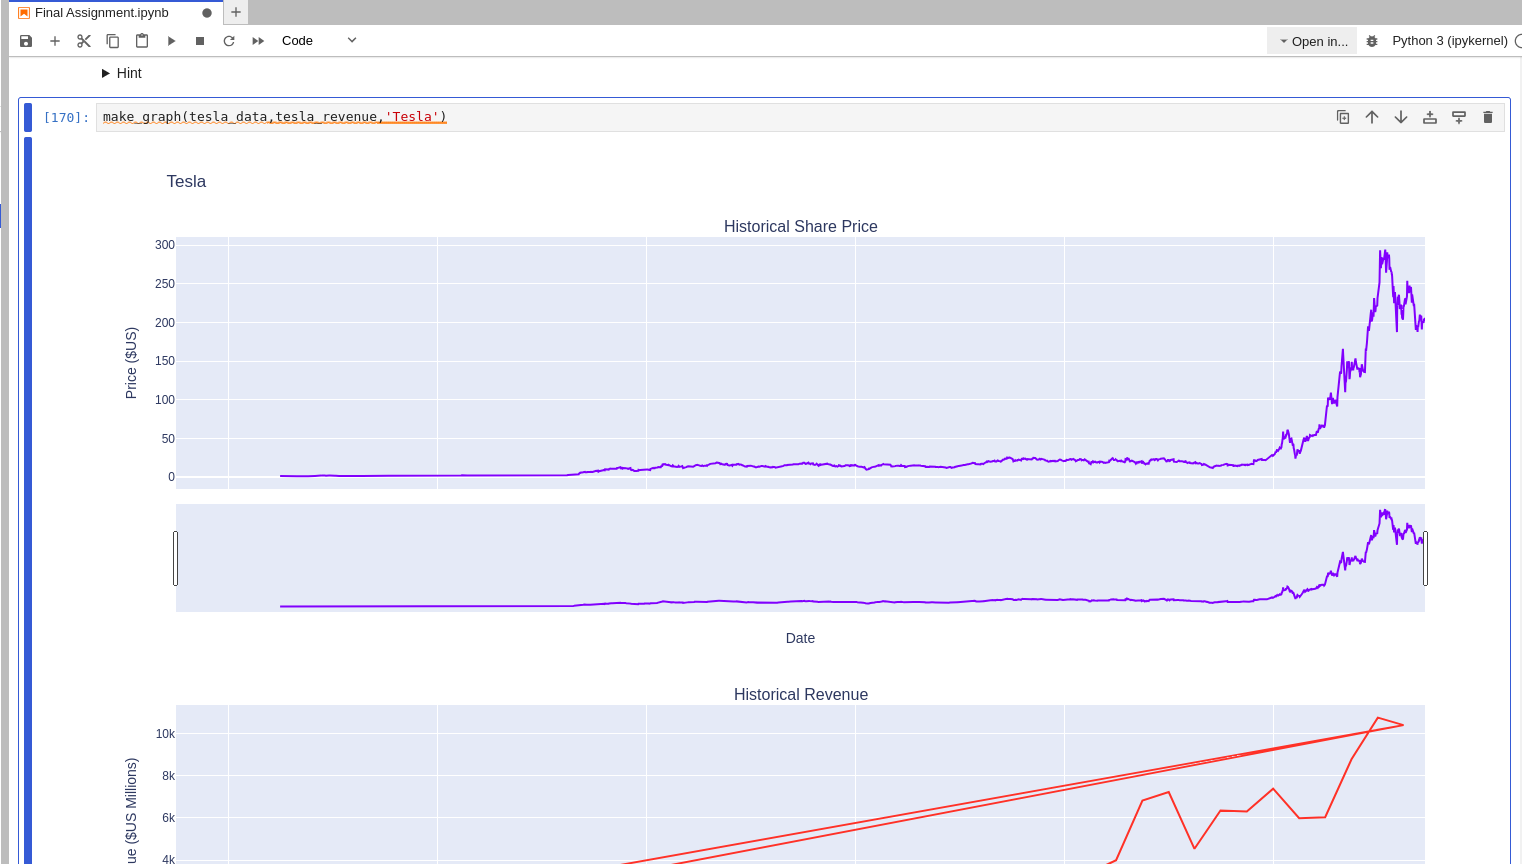 Final Assignment.ipynb
Code
Open in...
Python 3 (ipykernel)
Hint
[170]:
make_graph(tesla_data,tesla_revenue,'Tesla')
Tesla
Historical Share Price
300
250
200
150
100
50
0
Price ($US)
Date
Historical Revenue
10k
8k
6k
4k
ue ($US Millions)